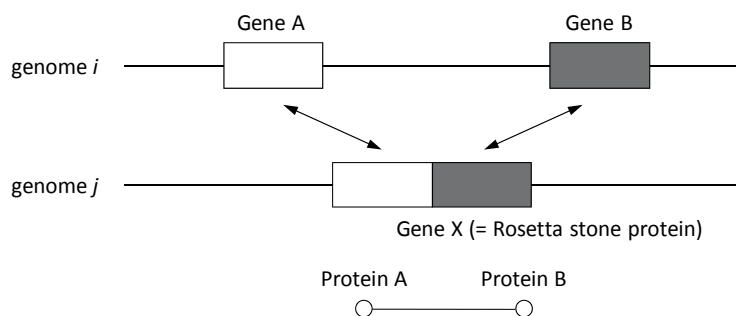 Gene A Gene B
genome i
genome j
Gene X (= Rosetta stone protein)
Protein A Protein B